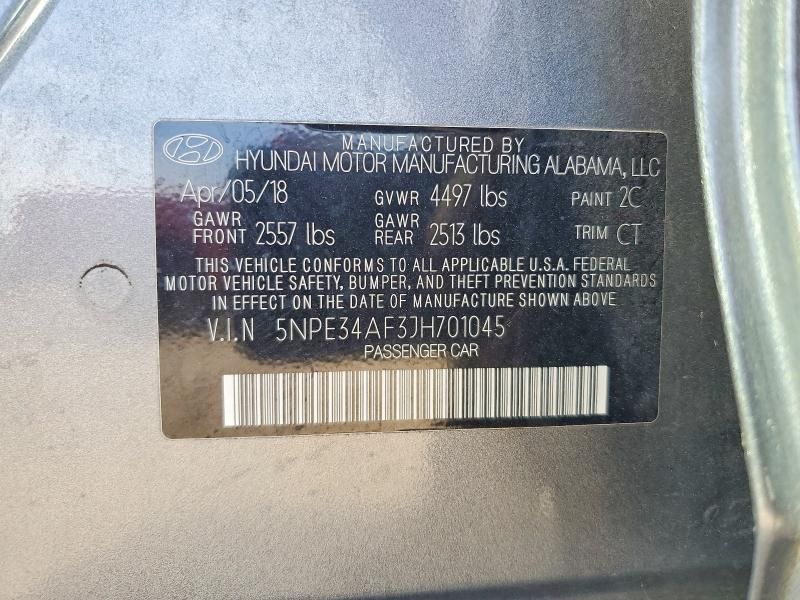 MANUFACTURED BY
HYUNDAI MOTOR MANUFACTURING ALABAMA, LLC
Apr/05/18 GVWR 4497 lbs PAINT 2C
GAWR FRONT 2557 lbs GAWR REAR 2513 lbs TRIM CT
THIS VEHICLE CONFORMS TO ALL APPLICABLE U.S.A. FEDERAL
MOTOR VEHICLE SAFETY, BUMPER, AND THEFT PREVENTION STANDARDS
IN EFFECT ON THE DATE OF MANUFACTURE SHOWN ABOVE.
V.I.N 5NPE34AF3JH701045
PASSENGER CAR